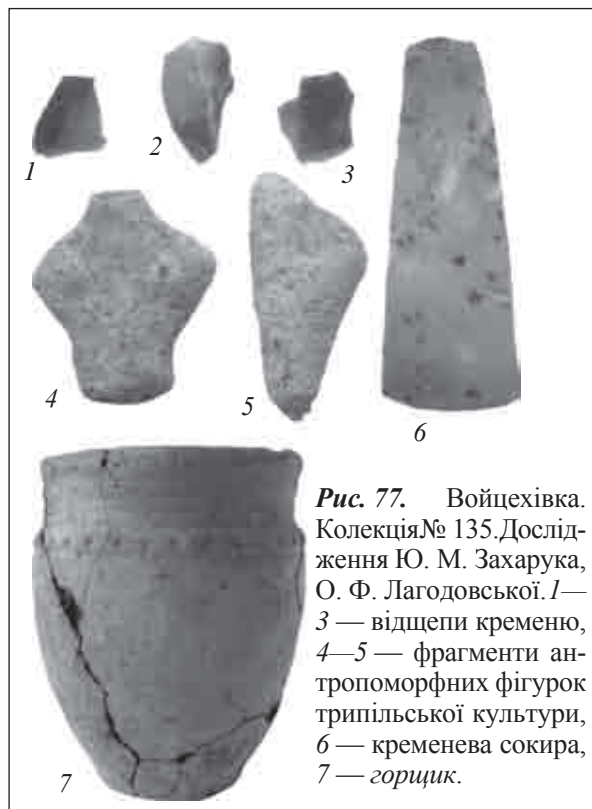 1
2
3
4
5
6
7
Рис. 77. Войцехівка.
Колекція№ 135.Дослід-
ження Ю. М. Захарука,
О. Ф. Лагодовської.1—
3 — відщепи кременю,
4—5 — фрагменти ан-
тропоморфних фігурок
трипільської культури,
6 — кременева сокира,
7 — горщик.